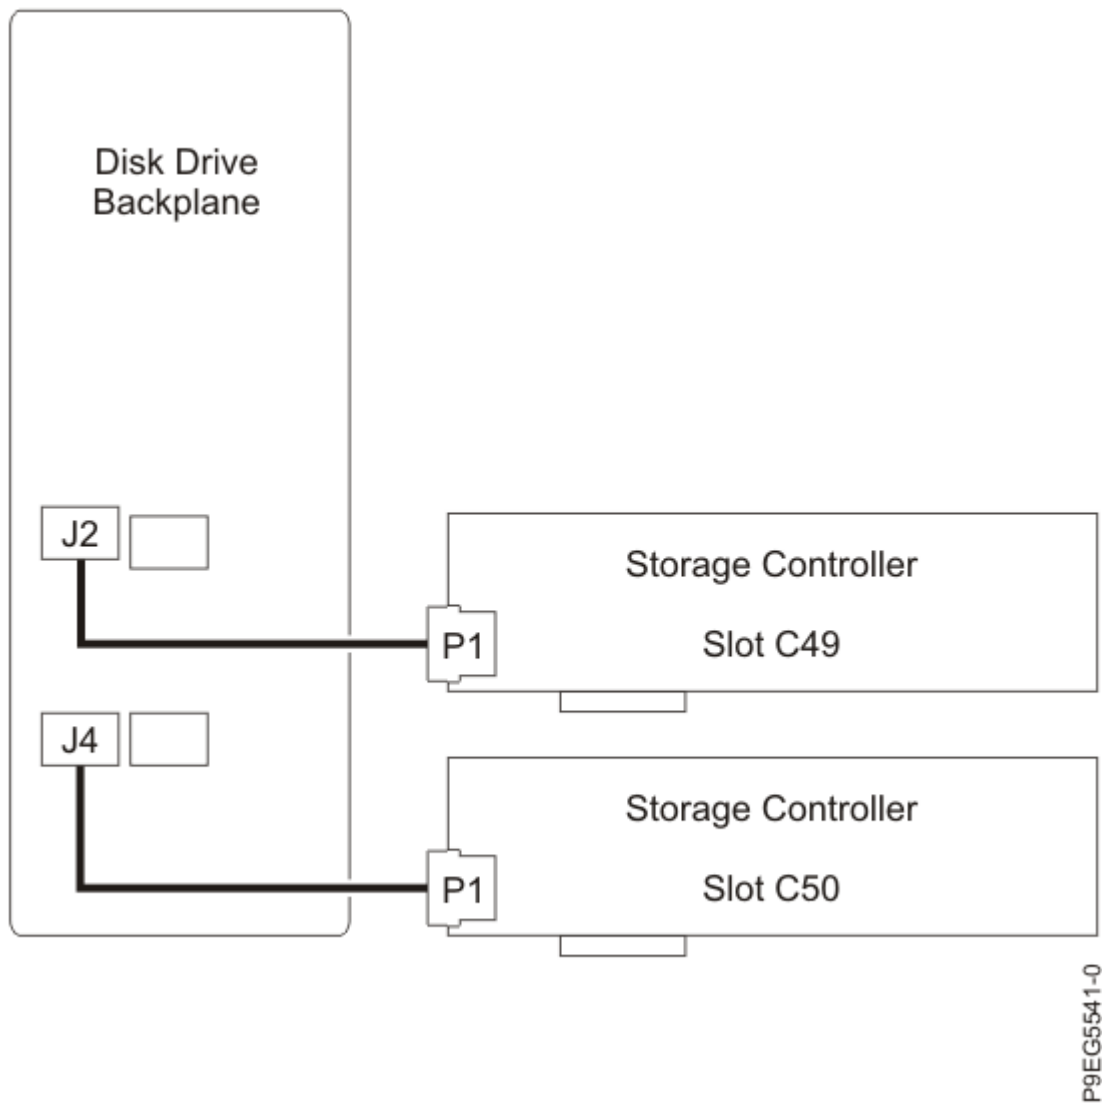 Disk Drive
Backplane
J2
Storage Controller
P1
Slot C49
J4
Storage Controller
P1
Slot C50
P9EG5541-0